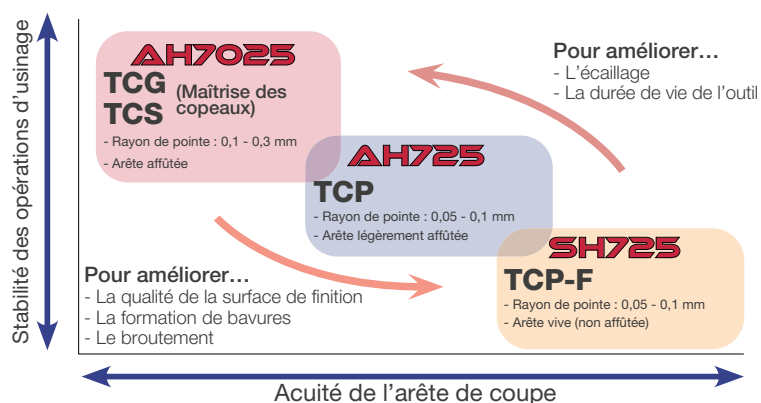 Stabilité des opérations d'usinage
AH7025
TCG
TCS (Maîtrise des copeaux)
- Rayon de pointe : 0,1 - 0,3 mm
- Arête affûtée
Pour améliorer…
- L'écaillage
- La durée de vie de l'outil
AH725
TCP
- Rayon de pointe : 0,05 - 0,1 mm
- Arête légèrement affûtée
SH725
TCP-F
- Rayon de pointe : 0,05 - 0,1 mm
- Arête vive (non affûtée)
Pour améliorer…
- La qualité de la surface de finition
- La formation de bavures
- Le broutement
Acuité de l'arête de coupe